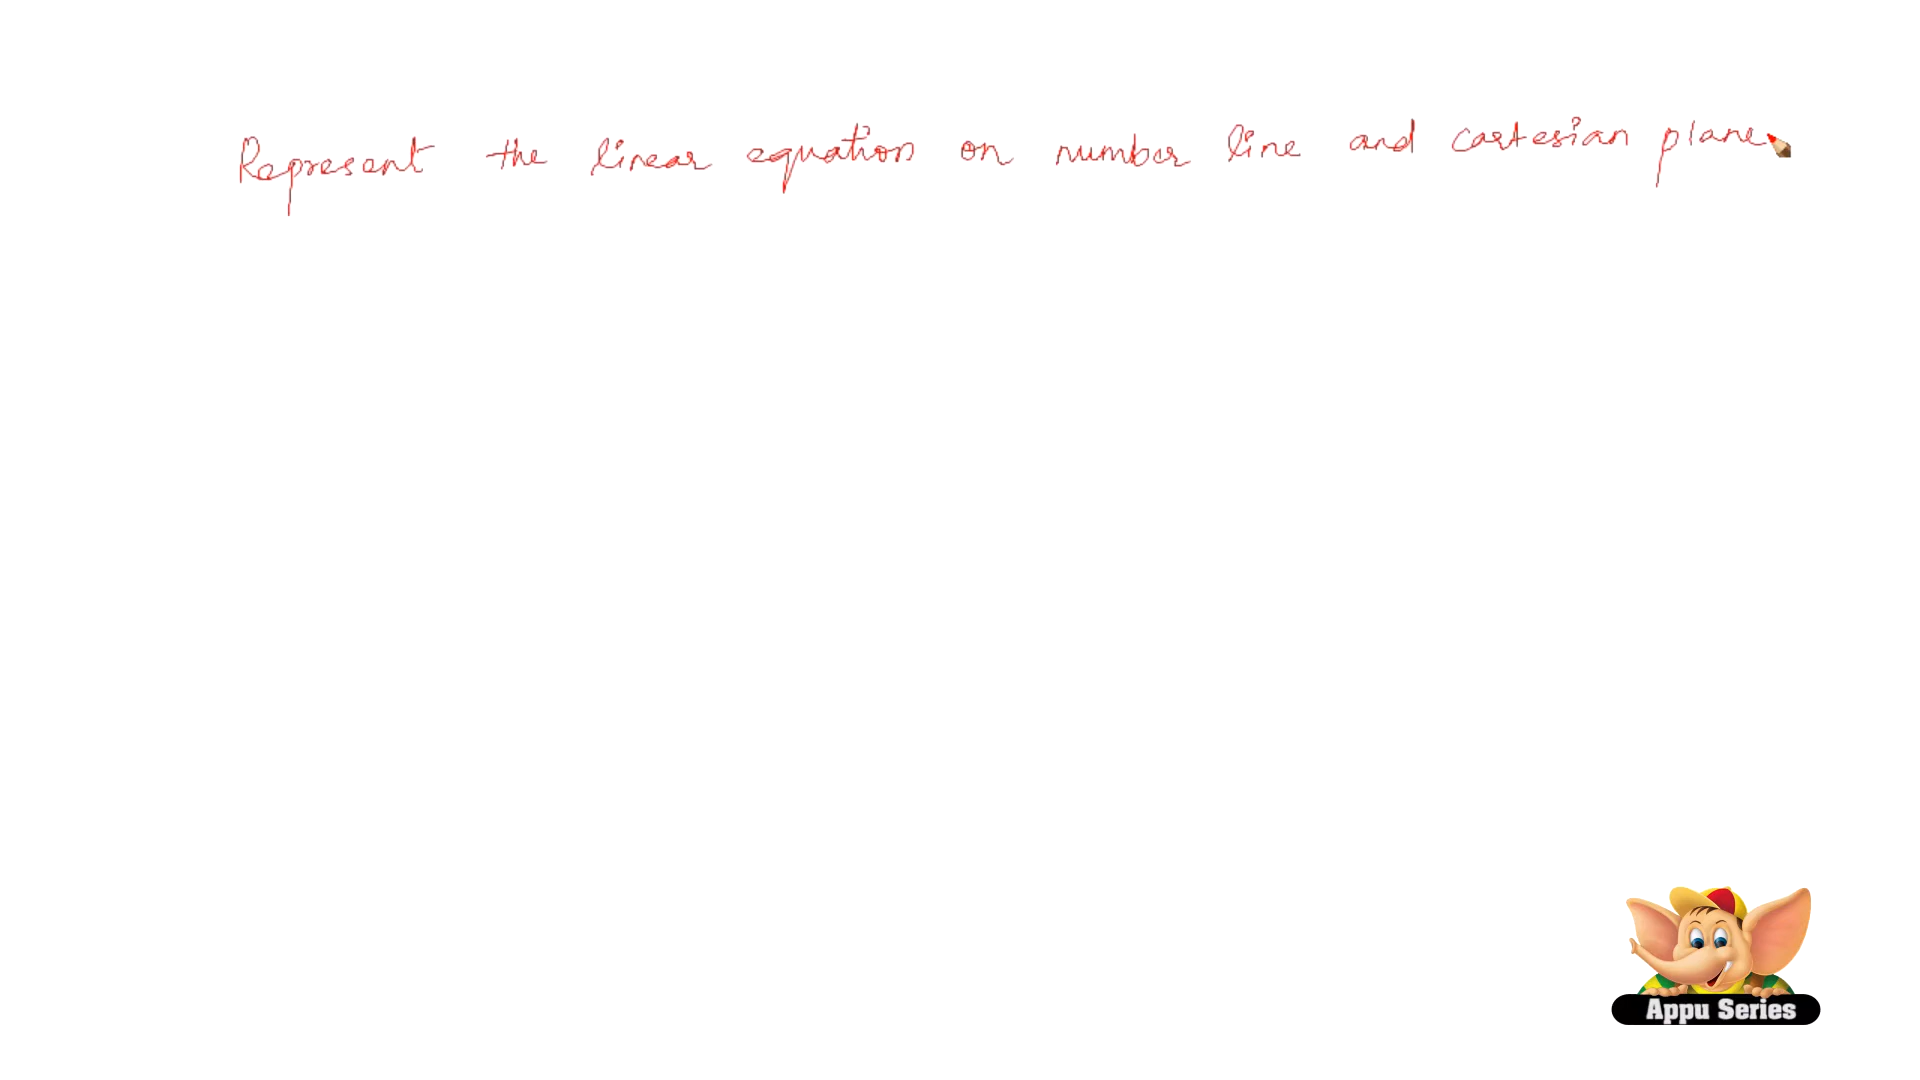 Represent the linear equation on number line and cartesian plane
Appu Series